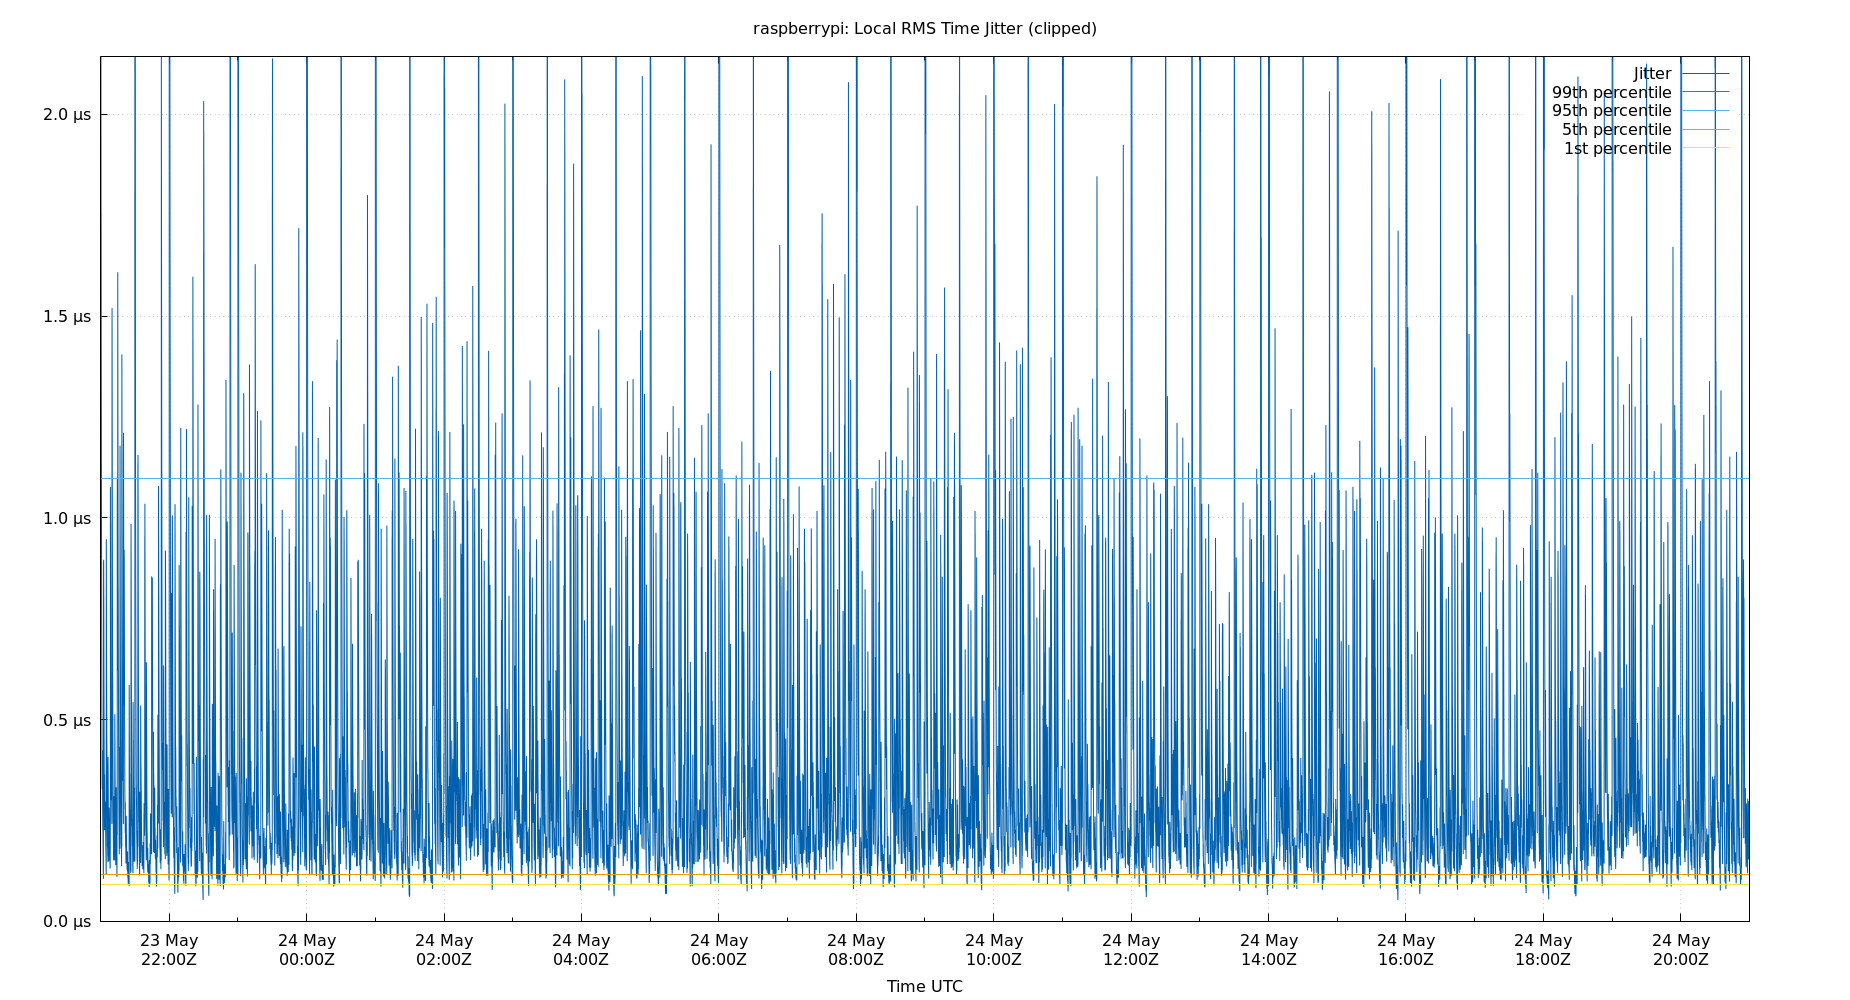 raspberrypi: Local RMS Time Jitter (clipped)
Jitter
99th percentile
95th percentile
5th percentile
1st percentile
2.0 µs
1.5 µs
1.0 µs
0.5 µs
0.0 µs
23 May 24 May 24 May 24 May 24 May 24 May 24 May 24 May 24 May 24 May 24 May 24 May
22:00Z 00:00Z 02:00Z 04:00Z 06:00Z 08:00Z 10:00Z 12:00Z 14:00Z 16:00Z 18:00Z 20:00Z
Time UTC